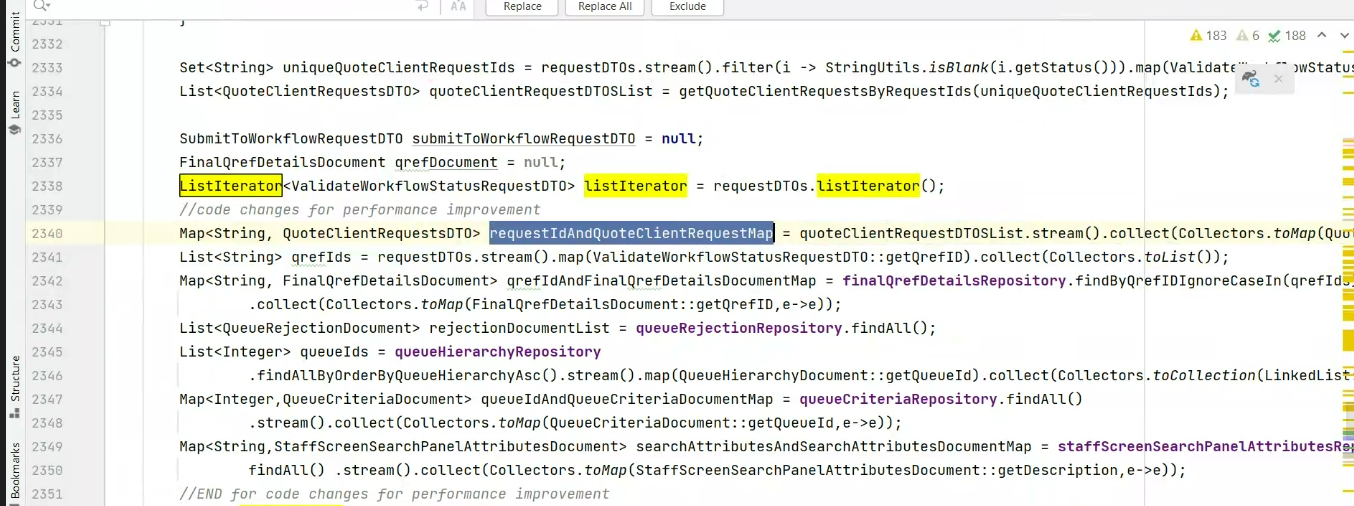 Replace Replace All Exclude
Commit
Learn
Structure
Bookmarks
183 6 188
2331 }
2332
2333 Set<String> uniqueQuoteClientRequestIds = requestDTOs.stream().filter(i -> StringUtils.isBlank(i.getStatus())).map(
2334 List<QuoteClientRequestsDTO> quoteClientRequestDTOSList = getQuoteClientRequestsByRequestIds(uniqueQuoteClientRequestIds);
2335
2336 SubmitToWorkflowRequestDTO submitToWorkflowRequestDTO = null;
2337 FinalQrefDetailsDocument qrefDocument = null;
2338 ListIterator<ValidateWorkflowStatusRequestDTO> listIterator = requestDTOs.listIterator();
2339 //code changes for performance improvement
2340 Map<String, QuoteClientRequestsDTO> requestIdAndQuoteClientRequestMap = quoteClientRequestDTOSList.stream().collect(Collectors.toMap(Quot
2341 List<String> qrefIds = requestDTOs.stream().map(ValidateWorkflowStatusRequestDTO::getQrefID).collect(Collectors.toList());
2342 Map<String, FinalQrefDetailsDocument> qrefIdAndFinalQrefDetailsDocumentMap = finalQrefDetailsRepository.findByQrefIDIgnoreCaseIn(qrefIds)
2343 .collect(Collectors.toMap(FinalQrefDetailsDocument::getQrefID,e->e));
2344 List<QueueRejectionDocument> rejectionDocumentList = queueRejectionRepository.findAll();
2345 List<Integer> queueIds = queueHierarchyRepository
2346 .findAllByOrderByQueueHierarchyAsc().stream().map(QueueHierarchyDocument::getQueueId).collect(Collectors.toCollection(LinkedList
2347 Map<Integer,QueueCriteriaDocument> queueIdAndQueueCriteriaDocumentMap = queueCriteriaRepository.findAll()
2348 .stream().collect(Collectors.toMap(QueueCriteriaDocument::getQueueId,e->e));
2349 Map<String,StaffScreenSearchPanelAttributesDocument> searchAttributesAndSearchAttributesDocumentMap = staffScreenSearchPanelAttributesRep
2350 findAll() .stream().collect(Collectors.toMap(StaffScreenSearchPanelAttributesDocument::getDescription,e->e));
2351 //END for code changes for performance improvement